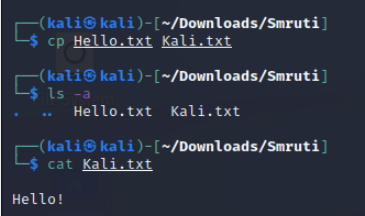 ┌──(kali㉿kali)-[~/Downloads/Smruti]
└─$ cp Hello.txt Kali.txt
┌──(kali㉿kali)-[~/Downloads/Smruti]
└─$ ls -a
.  ..  Hello.txt  Kali.txt
┌──(kali㉿kali)-[~/Downloads/Smruti]
└─$ cat Kali.txt
Hello!